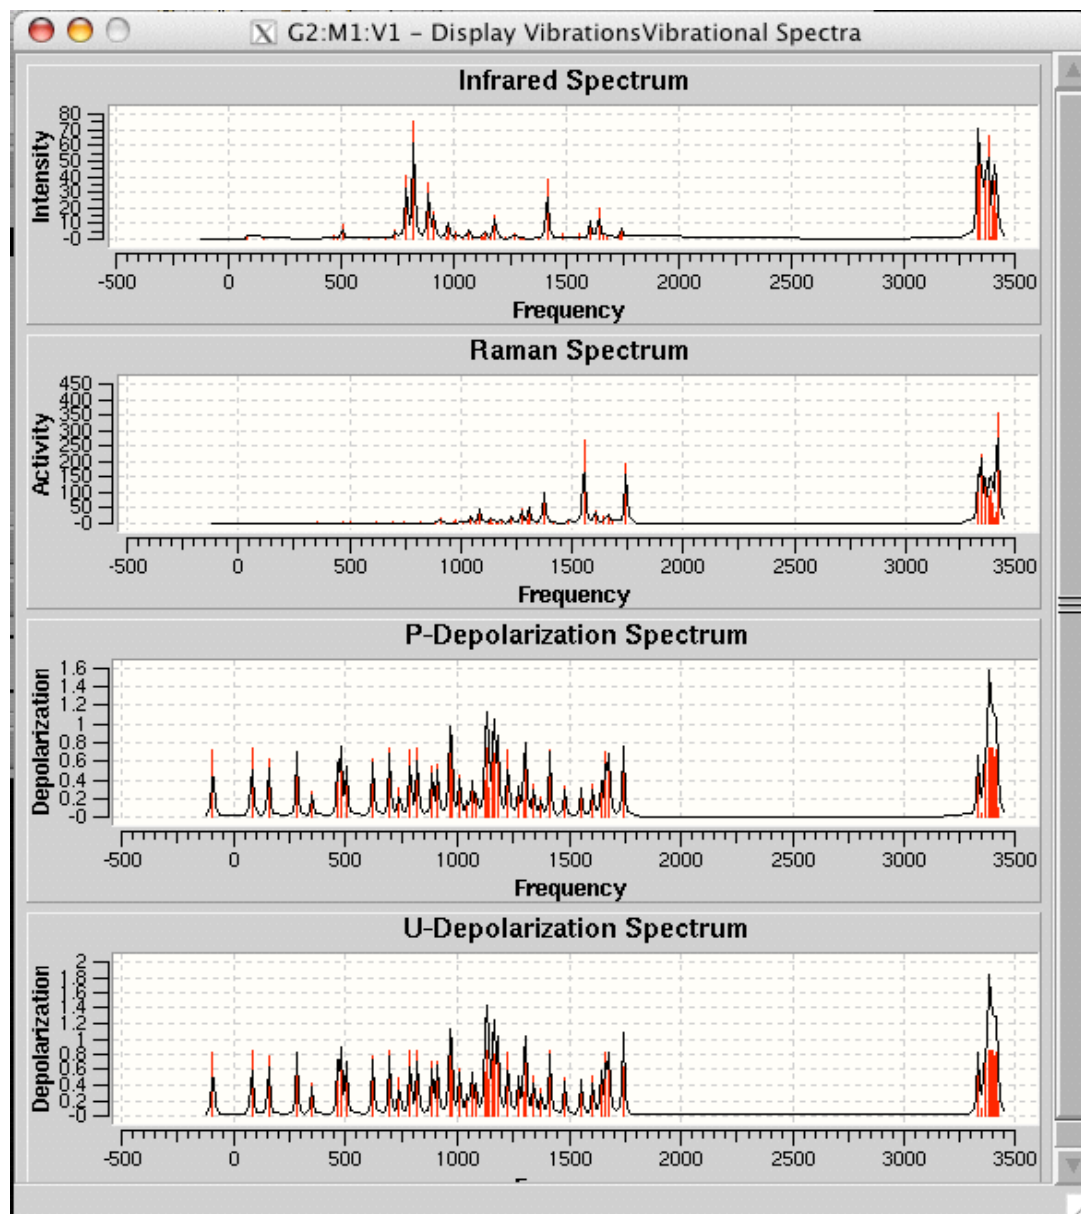 G2:M1:V1 – Display VibrationsVibrational Spectra
Infrared Spectrum
Intensity
80
70
60
50
40
30
20
10
-0
-500 0 500 1000 1500 2000 2500 3000 3500
Frequency
Raman Spectrum
Activity
450
400
350
300
250
200
150
100
50
-0
-500 0 500 1000 1500 2000 2500 3000 3500
Frequency
P-Depolarization Spectrum
Depolarization
1.6
1.4
1.2
1
0.8
0.6
0.4
0.2
-0
-500 0 500 1000 1500 2000 2500 3000 3500
Frequency
U-Depolarization Spectrum
Depolarization
2
1.8
1.6
1.4
1.2
1
0.8
0.6
0.4
0.2
-0
-500 0 500 1000 1500 2000 2500 3000 3500